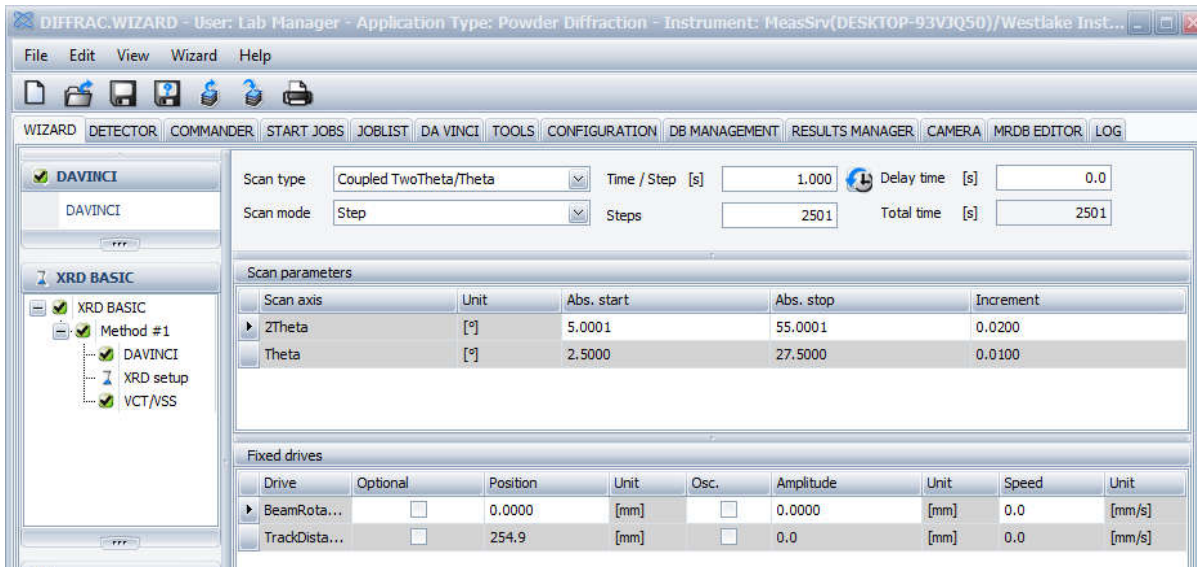 DIFFRAC.WIZARD - User: Lab Manager - Application Type: Powder Diffraction - Instrument: MeasSrv(DESKTOP-93VJQ50)/Westlake Inst...
File Edit View Wizard Help
WIZARD DETECTOR COMMANDER START JOBS JOBLIST DA VINCI TOOLS CONFIGURATION DB MANAGEMENT RESULTS MANAGER CAMERA MRDB EDITOR LOG
DAVINCI
DAVINCI
XRD BASIC
XRD BASIC
Method #1
DAVINCI
XRD setup
VCT/VSS
Scan type Coupled TwoTheta/Theta Time / Step [s] 1.000 Delay time [s] 0.0
Scan mode Step Steps 2501 Total time [s] 2501
Scan parameters
Scan axis Unit Abs. start Abs. stop Increment
2Theta [°] 5.0001 55.0001 0.0200
Theta [°] 2.5000 27.5000 0.0100
Fixed drives
Drive Optional Position Unit Osc. Amplitude Unit Speed Unit
BeamRota... 0.0000 [mm] 0.0000 [mm] 0.0 [mm/s]
TrackDista... 254.9 [mm] 0.0 [mm] 0.0 [mm/s]